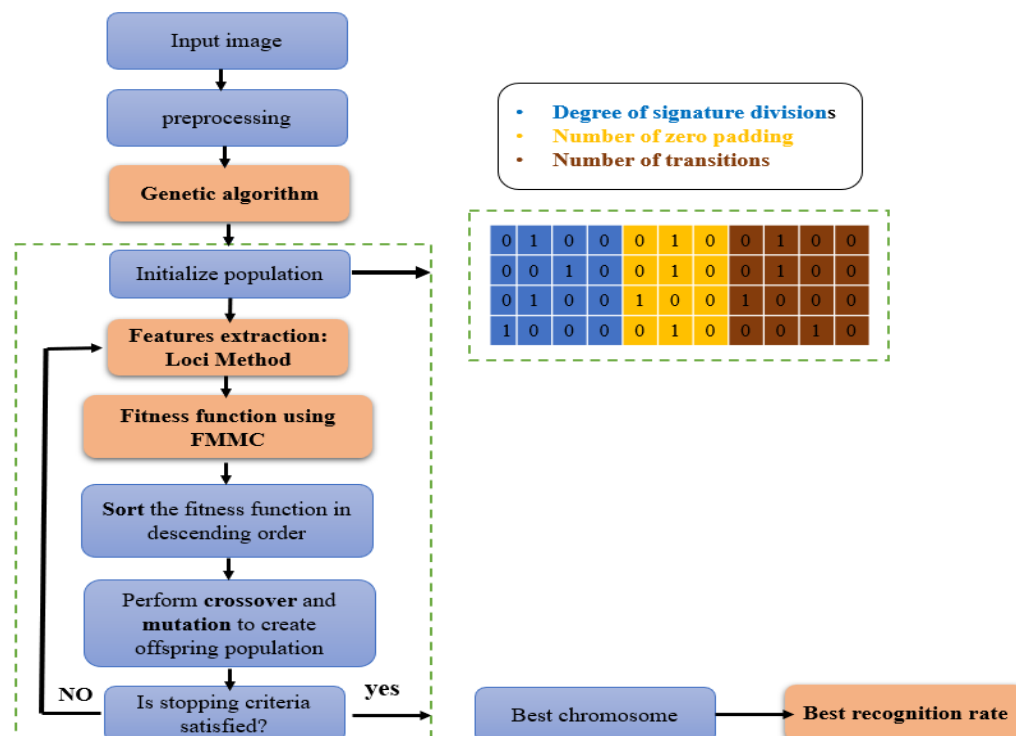 Input image
preprocessing
Genetic algorithm
Initialize population
Features extraction:
Loci Method
Fitness function using
FMMC
Sort the fitness function in
descending order
Perform crossover and
mutation to create
offspring population
NO
Is stopping criteria
satisfied?
yes
• Degree of signature divisions
• Number of zero padding
• Number of transitions
0 1 0 0 0 1 0 0 1 0 0
0 0 1 0 0 1 0 0 1 0 0
0 1 0 0 1 0 0 1 0 0 0
1 0 0 0 0 1 0 0 0 1 0
Best chromosome
Best recognition rate